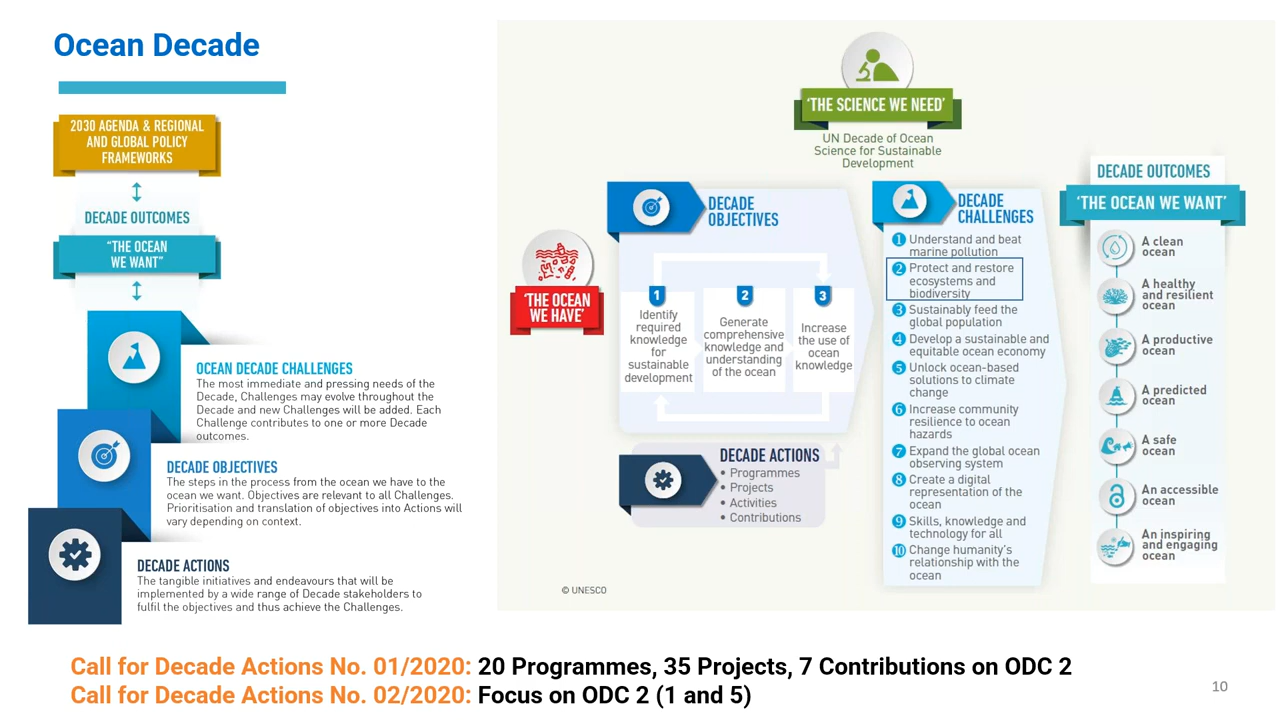 Ocean Decade
2030 AGENDA & REGIONAL
AND GLOBAL POLICY
FRAMEWORKS
DECADE OUTCOMES
"THE OCEAN
WE WANT"
OCEAN DECADE CHALLENGES
The most immediate and pressing needs of the
Decade, Challenges may evolve throughout the
Decade and new Challenges will be added. Each
Challenge contributes to one or more Decade
outcomes.
DECADE OBJECTIVES
The steps in the process from the ocean we have to the
ocean we want. Objectives are relevant to all Challenges.
Prioritisation and translation of objectives into Actions will
vary depending on context.
DECADE ACTIONS
The tangible initiatives and endeavours that will be
implemented by a wide range of Decade stakeholders to
fulfil the objectives and thus achieve the Challenges.
'THE SCIENCE WE NEED'
UN Decade of Ocean
Science for Sustainable
Development
'THE OCEAN
WE HAVE'
DECADE
OBJECTIVES
1
Identify
required
knowledge
for
sustainable
development
2
Generate
comprehensive
knowledge and
understanding
of the ocean
3
Increase
the use of
ocean
knowledge
DECADE ACTIONS
• Programmes
• Projects
• Activities
• Contributions
DECADE
CHALLENGES
1 Understand and beat
marine pollution
2 Protect and restore
ecosystems and
biodiversity
3 Sustainably feed the
global population
4 Develop a sustainable and
equitable ocean economy
5 Unlock ocean-based
solutions to climate
change
6 Increase community
resilience to ocean
hazards
7 Expand the global ocean
observing system
8 Create a digital
representation of the
ocean
9 Skills, knowledge and
technology for all
10 Change humanity's
relationship with the
ocean
DECADE OUTCOMES
'THE OCEAN WE WANT'
A clean
ocean
A healthy
and resilient
ocean
A productive
ocean
A predicted
ocean
A safe
ocean
An accessible
ocean
An inspiring
and engaging
ocean
© UNESCO
Call for Decade Actions No. 01/2020: 20 Programmes, 35 Projects, 7 Contributions on ODC 2
Call for Decade Actions No. 02/2020: Focus on ODC 2 (1 and 5)
10